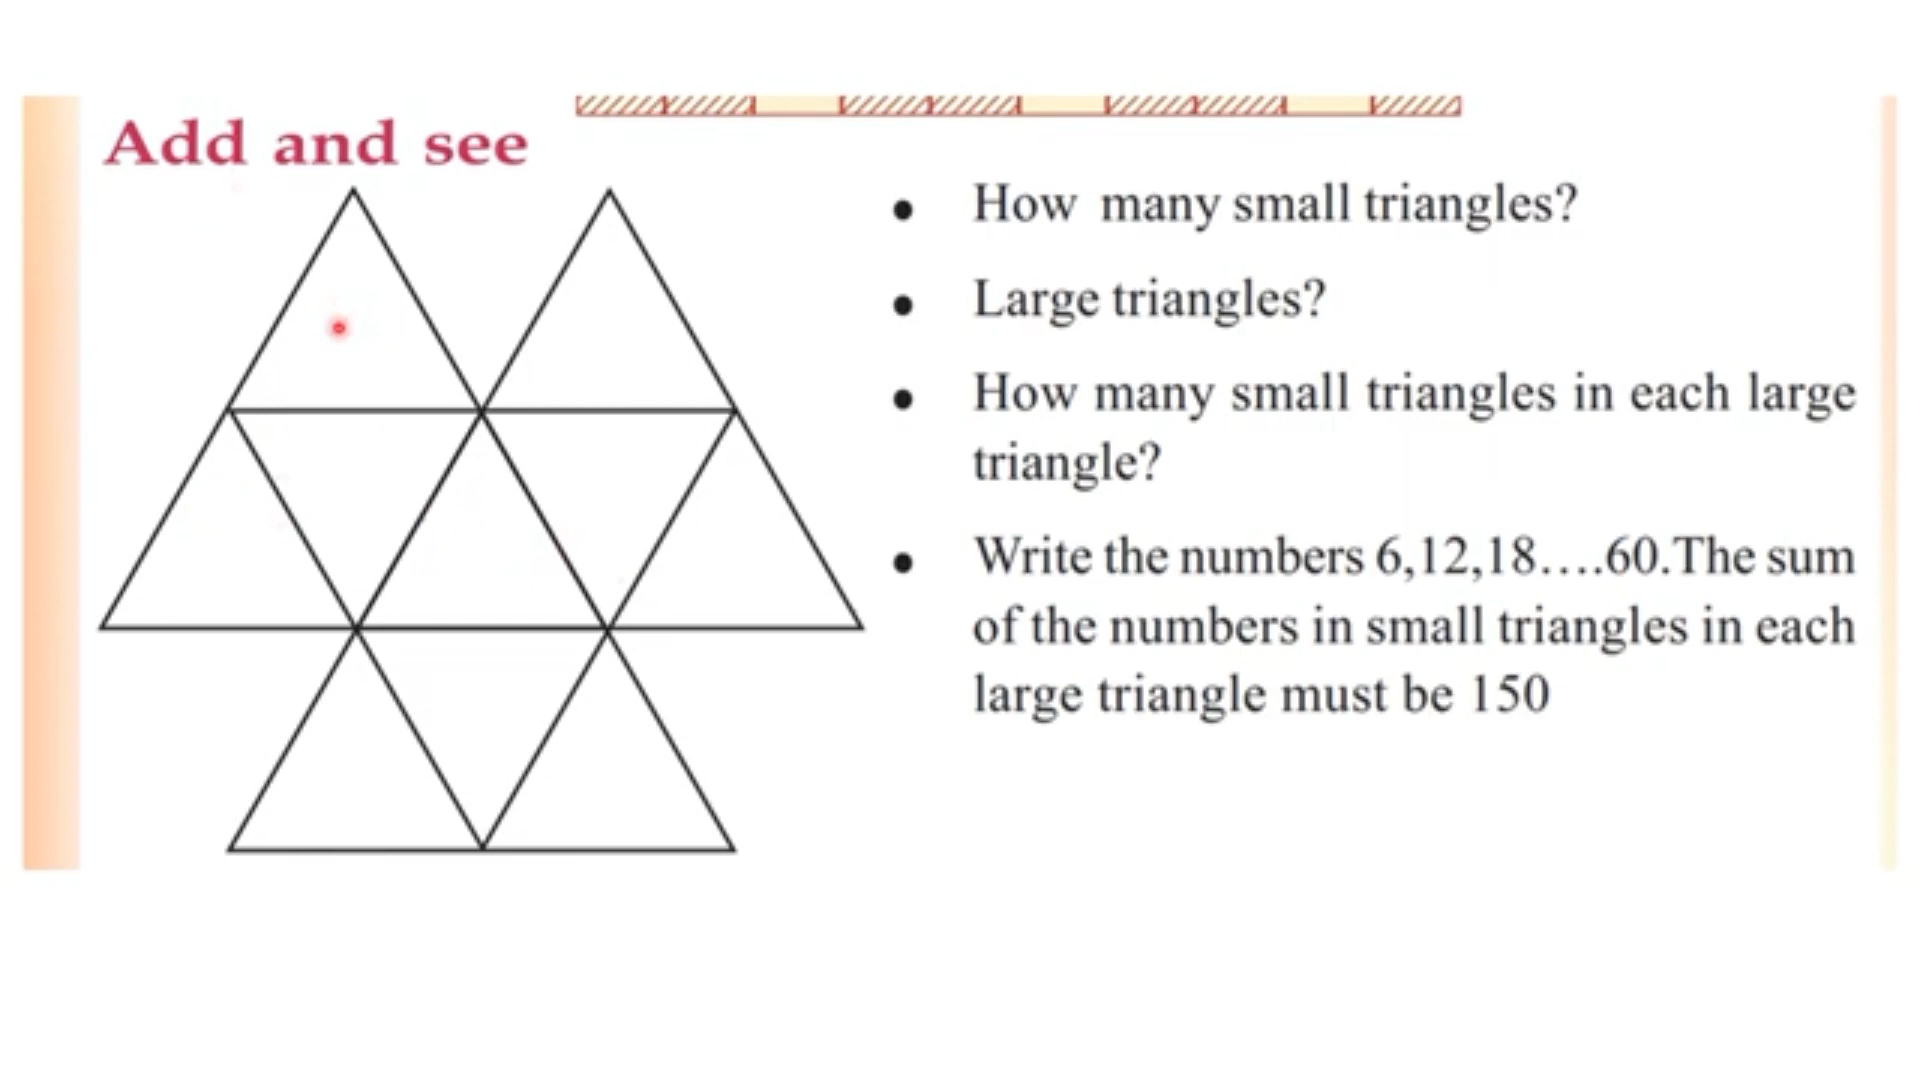 Add and see
• How many small triangles?
• Large triangles?
• How many small triangles in each large
triangle?
• Write the numbers 6,12,18....60.The sum
of the numbers in small triangles in each
large triangle must be 150